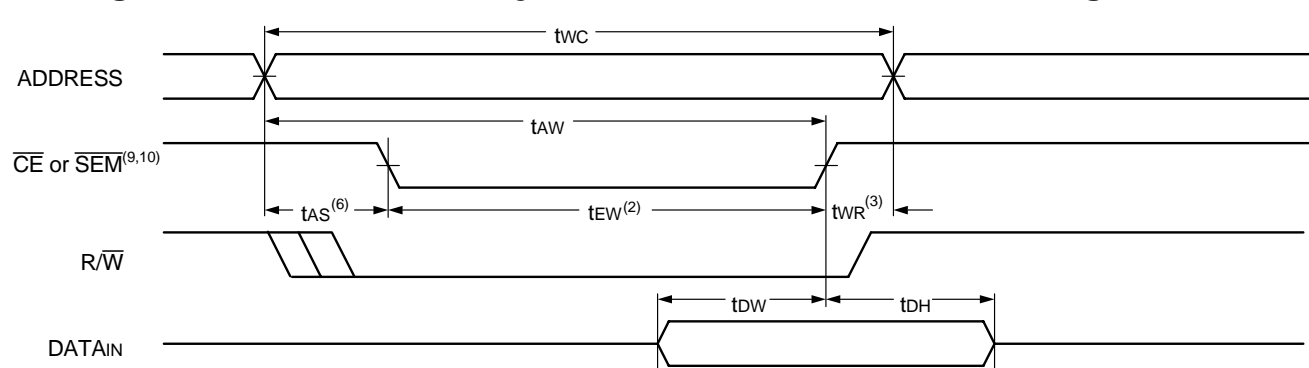 tWC
ADDRESS
tAW
CE or SEM(9,10)
tAS(6) tEW(2) tWR(3)
R/W
tDW tDH
DATAIN